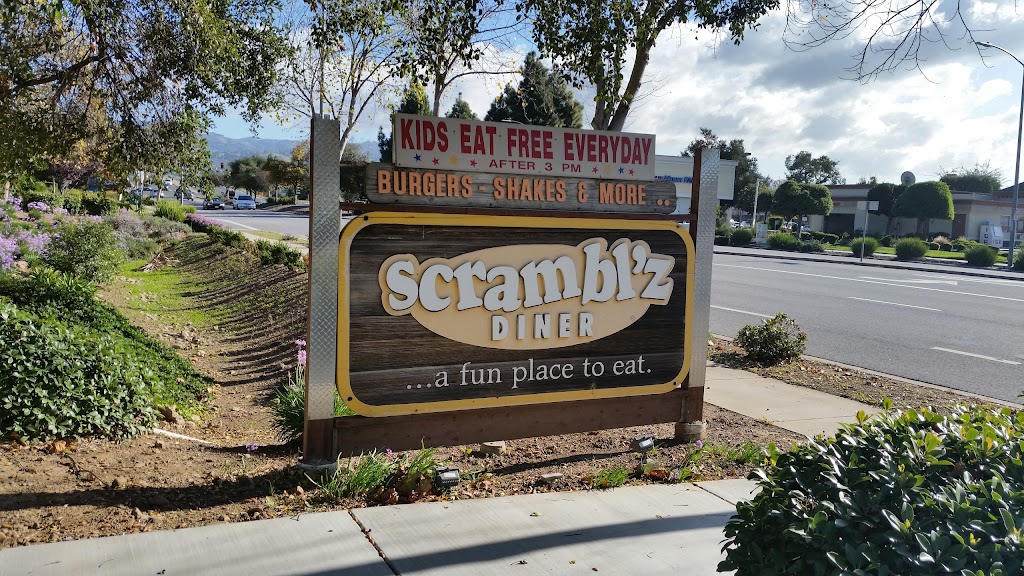 KIDS EAT FREE EVERYDAY
AFTER 3 PM
BURGERS - SHAKES & MORE ..
scrambl'z
DINER
...a fun place to eat.